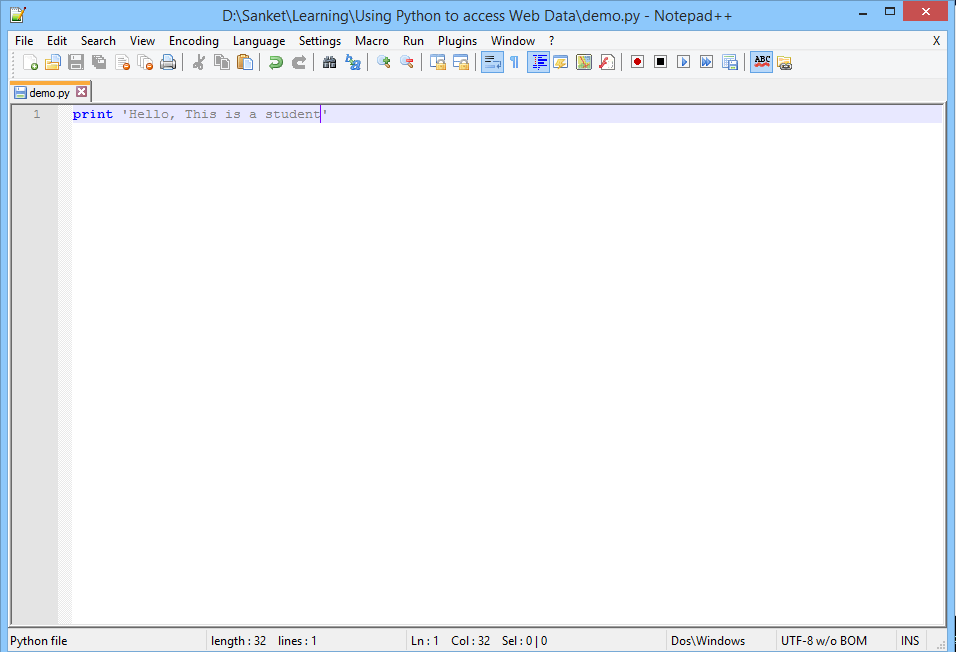 D:\Sanket\Learning\Using Python to access Web Data\demo.py - Notepad++
File Edit Search View Encoding Language Settings Macro Run Plugins Window ? X
ABC
demo.py
1 print 'Hello, This is a student'
Python file length : 32 lines : 1 Ln : 1 Col : 32 Sel : 0 | 0 Dos\Windows UTF-8 w/o BOM INS